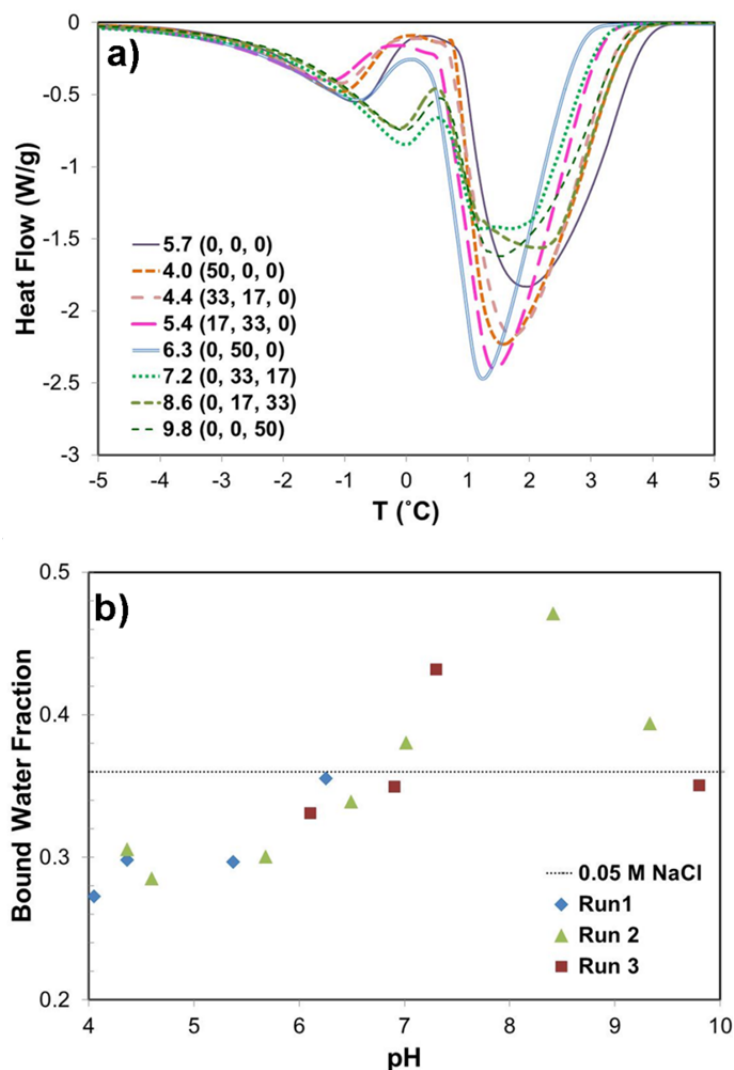 a)
0
-0.5
-1
-1.5
-2
-2.5
-3
Heat Flow (W/g)
5.7 (0, 0, 0)
4.0 (50, 0, 0)
4.4 (33, 17, 0)
5.4 (17, 33, 0)
6.3 (0, 50, 0)
7.2 (0, 33, 17)
8.6 (0, 17, 33)
9.8 (0, 0, 50)
-5 -4 -3 -2 -1 0 1 2 3 4 5
T (˚C)
b)
0.5
0.4
0.3
0.2
Bound Water Fraction
0.05 M NaCl
Run1
Run 2
Run 3
4 5 6 7 8 9 10
pH